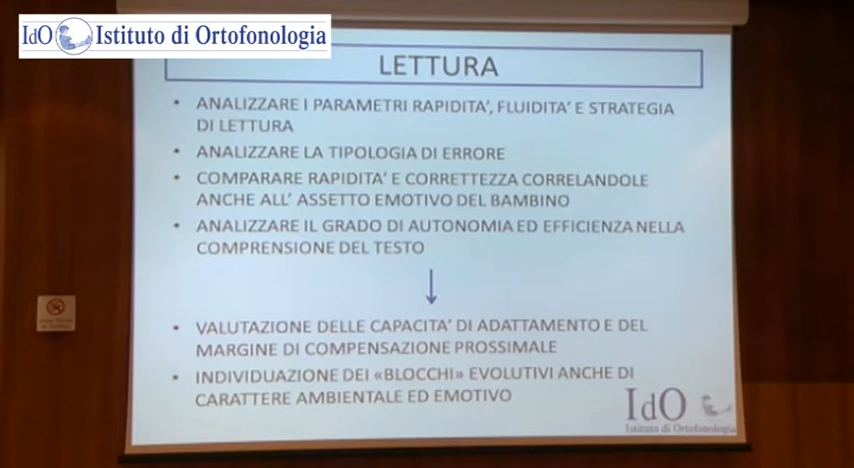 IdO Istituto di Ortofonologia
LETTURA
• ANALIZZARE I PARAMETRI RAPIDITA', FLUIDITA' E STRATEGIA
DI LETTURA
• ANALIZZARE LA TIPOLOGIA DI ERRORE
• COMPARARE RAPIDITA' E CORRETTEZZA CORRELANDOLE
ANCHE ALL' ASSETTO EMOTIVO DEL BAMBINO
• ANALIZZARE IL GRADO DI AUTONOMIA ED EFFICIENZA NELLA
COMPRENSIONE DEL TESTO
• VALUTAZIONE DELLE CAPACITA' DI ADATTAMENTO E DEL
MARGINE DI COMPENSAZIONE PROSSIMALE
• INDIVIDUAZIONE DEI «BLOCCHI» EVOLUTIVI ANCHE DI
CARATTERE AMBIENTALE ED EMOTIVO
IdO
Istituto di Ortofonologia